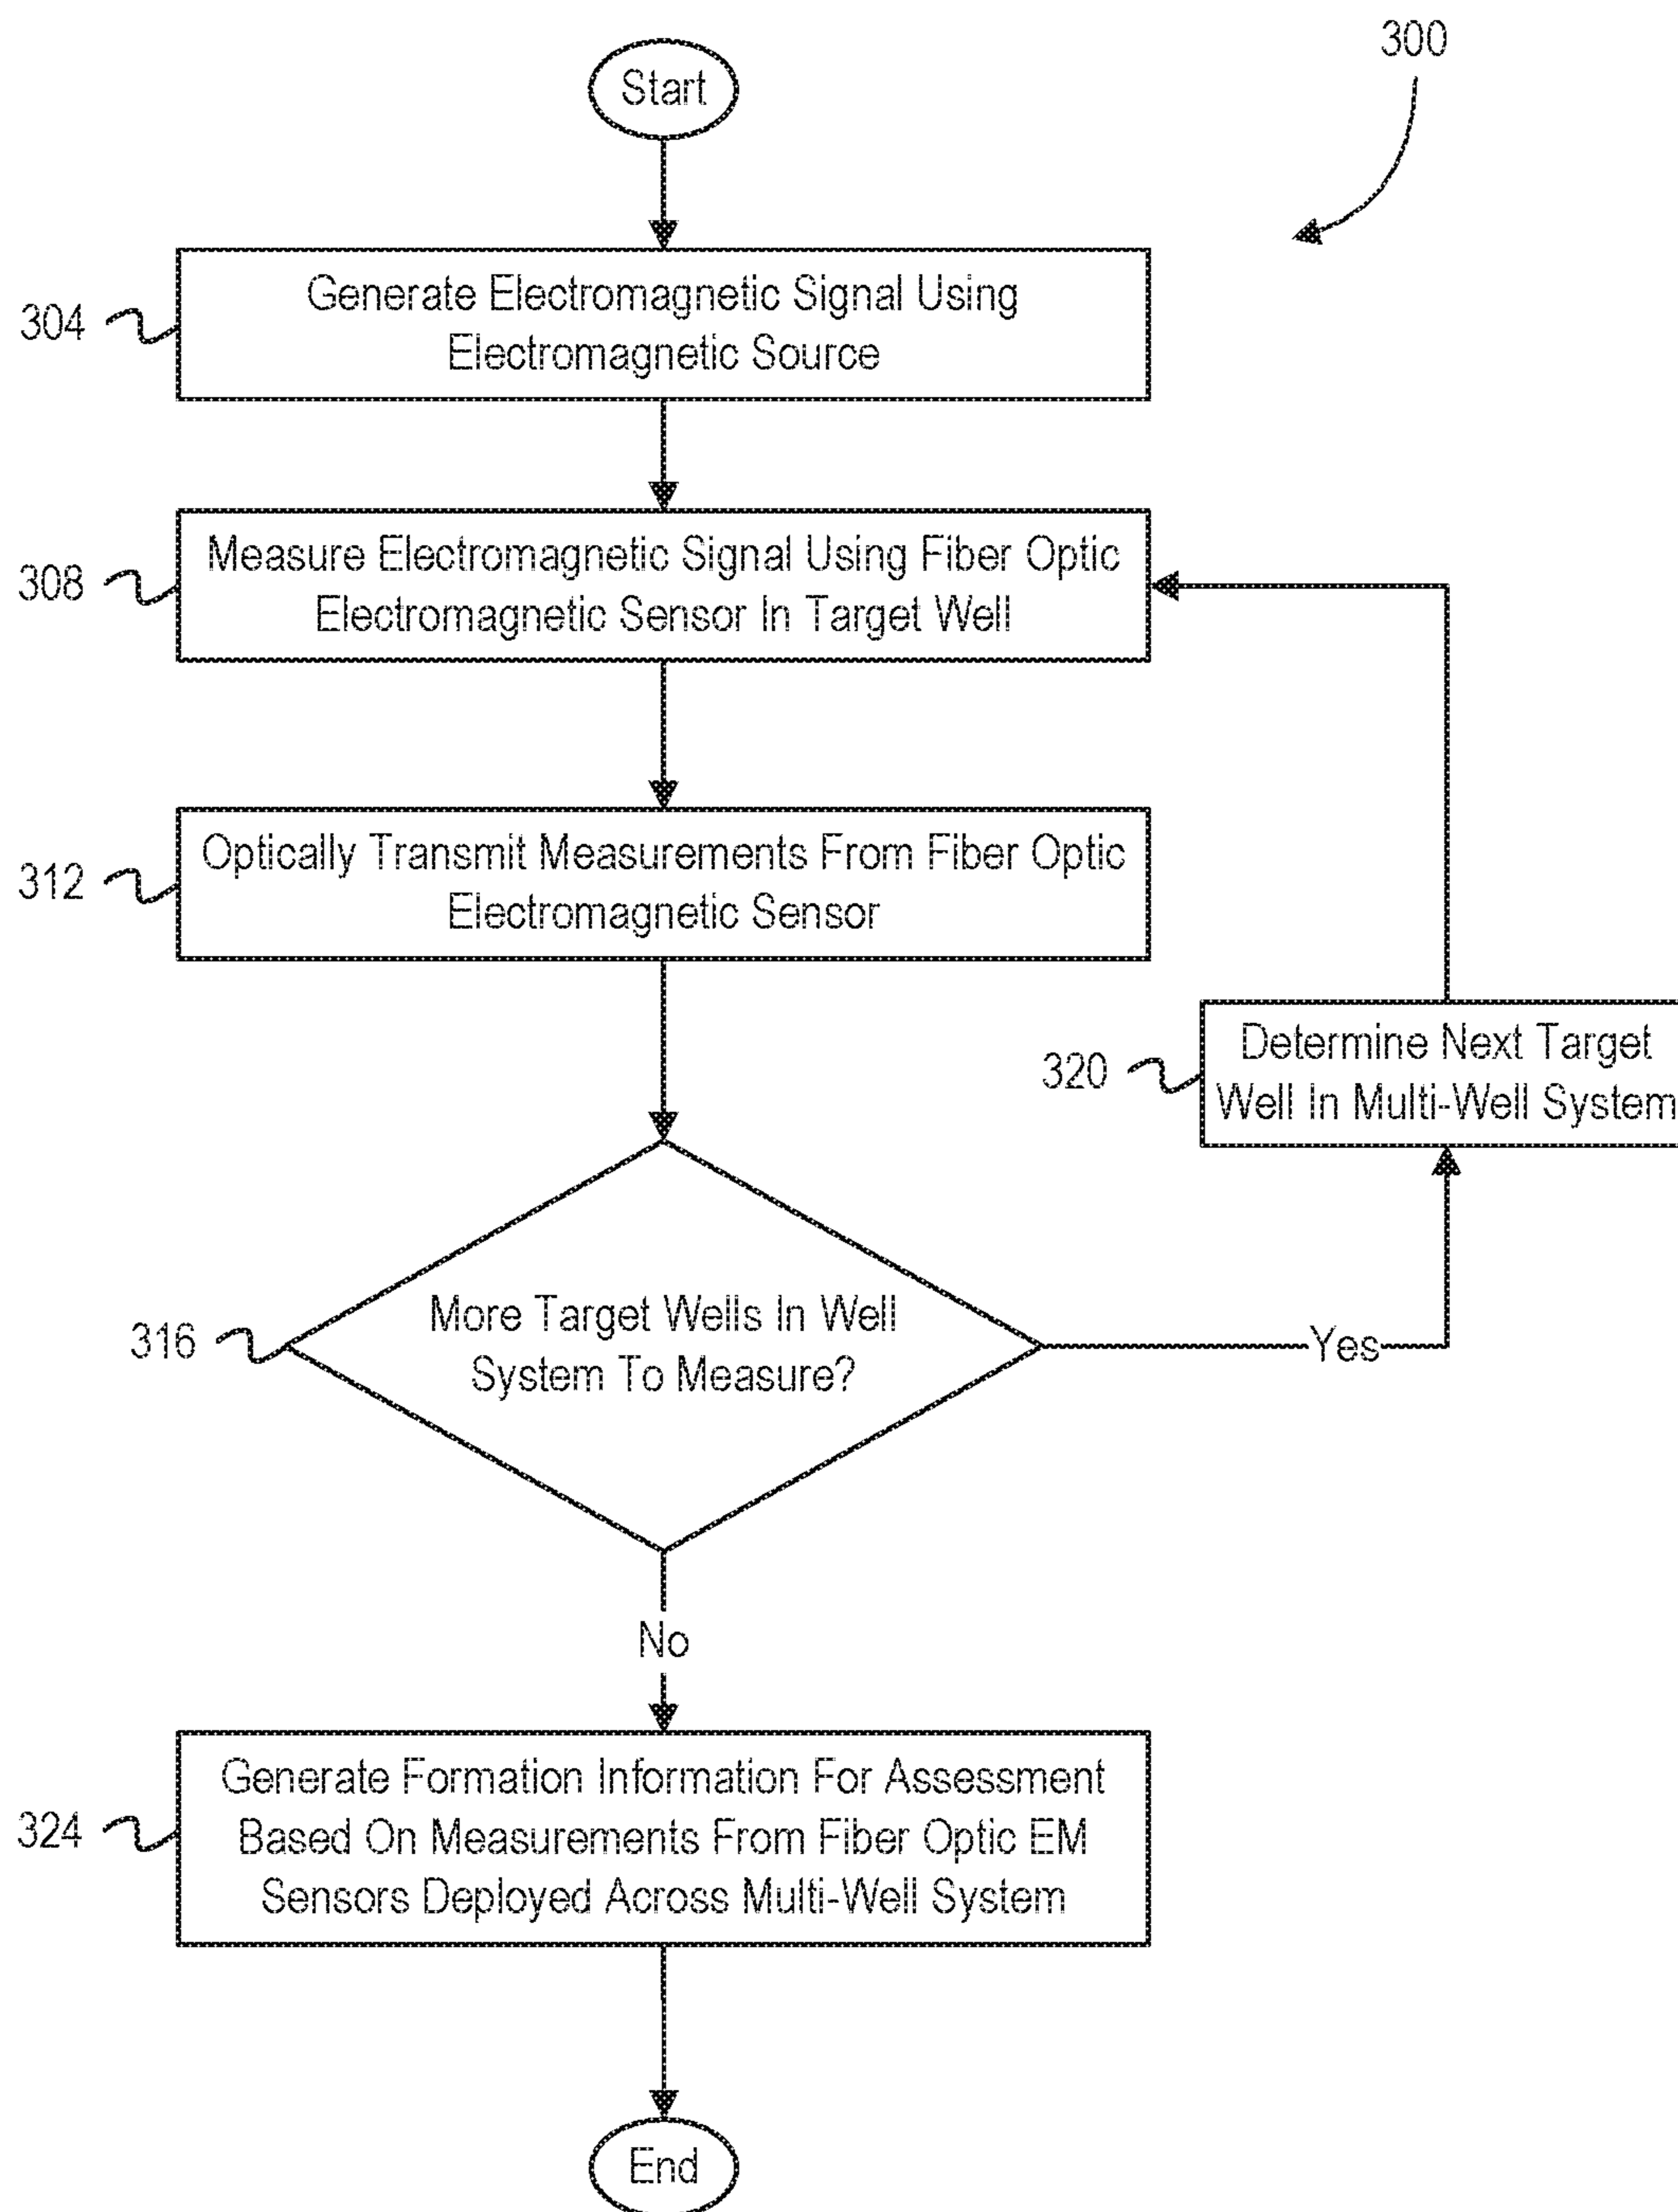 300
Start
304
Generate Electromagnetic Signal Using
Electromagnetic Source
308
Measure Electromagnetic Signal Using Fiber Optic
Electromagnetic Sensor In Target Well
312
Optically Transmit Measurements From Fiber Optic
Electromagnetic Sensor
320
Determine Next Target
Well In Multi-Well System
316
More Target Wells In Well
System To Measure?
Yes
No
324
Generate Formation Information For Assessment
Based On Measurements From Fiber Optic EM
Sensors Deployed Across Multi-Well System
End